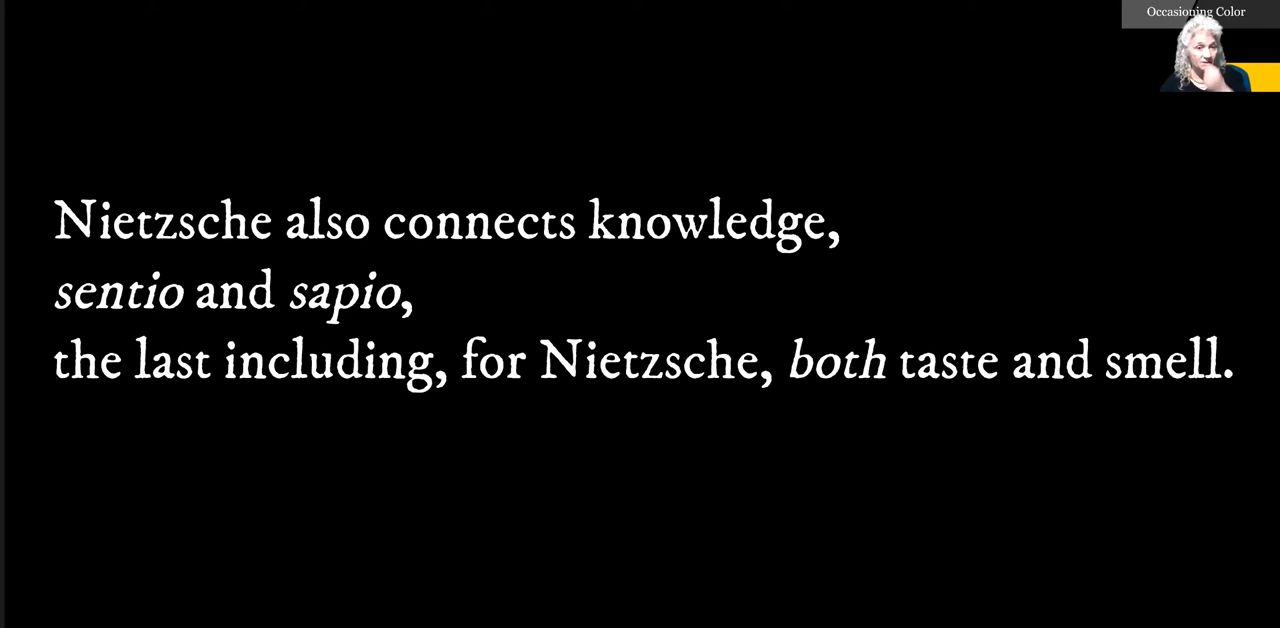 Occasioning Color
Nietzsche also connects knowledge,
sentio and sapio,
the last including, for Nietzsche, both taste and smell.